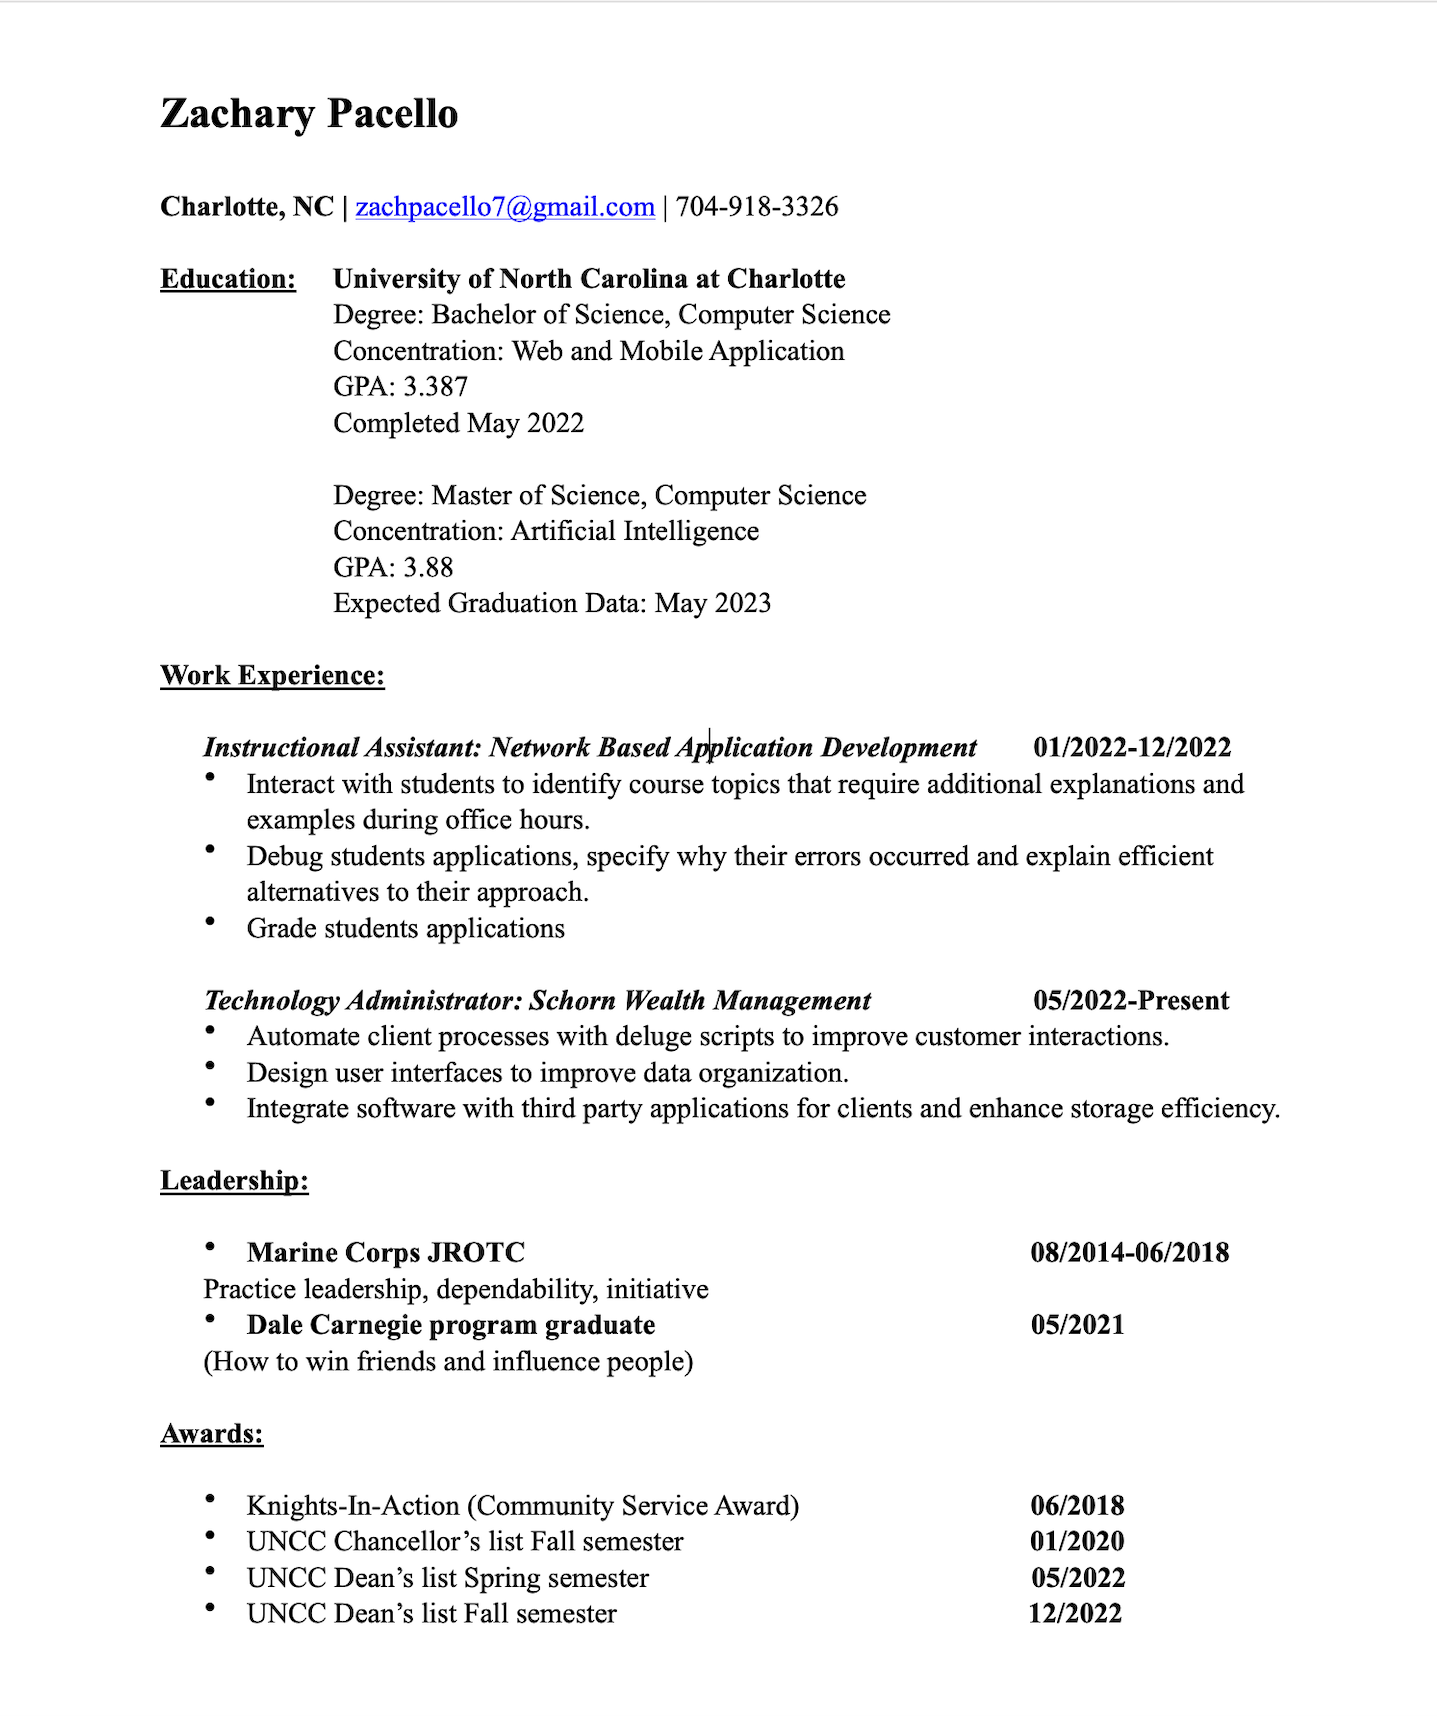 Zachary Pacello
Charlotte, NC | zachpacello7@gmail.com | 704-918-3326
Education: University of North Carolina at Charlotte
Degree: Bachelor of Science, Computer Science
Concentration: Web and Mobile Application
GPA: 3.387
Completed May 2022
Degree: Master of Science, Computer Science
Concentration: Artificial Intelligence
GPA: 3.88
Expected Graduation Data: May 2023
Work Experience:
Instructional Assistant: Network Based Application Development 01/2022-12/2022
• Interact with students to identify course topics that require additional explanations and
examples during office hours.
• Debug students applications, specify why their errors occurred and explain efficient
alternatives to their approach.
• Grade students applications
Technology Administrator: Schorn Wealth Management 05/2022-Present
• Automate client processes with deluge scripts to improve customer interactions.
• Design user interfaces to improve data organization.
• Integrate software with third party applications for clients and enhance storage efficiency.
Leadership:
• Marine Corps JROTC 08/2014-06/2018
Practice leadership, dependability, initiative
• Dale Carnegie program graduate 05/2021
(How to win friends and influence people)
Awards:
• Knights-In-Action (Community Service Award) 06/2018
• UNCC Chancellor’s list Fall semester 01/2020
• UNCC Dean’s list Spring semester 05/2022
• UNCC Dean’s list Fall semester 12/2022